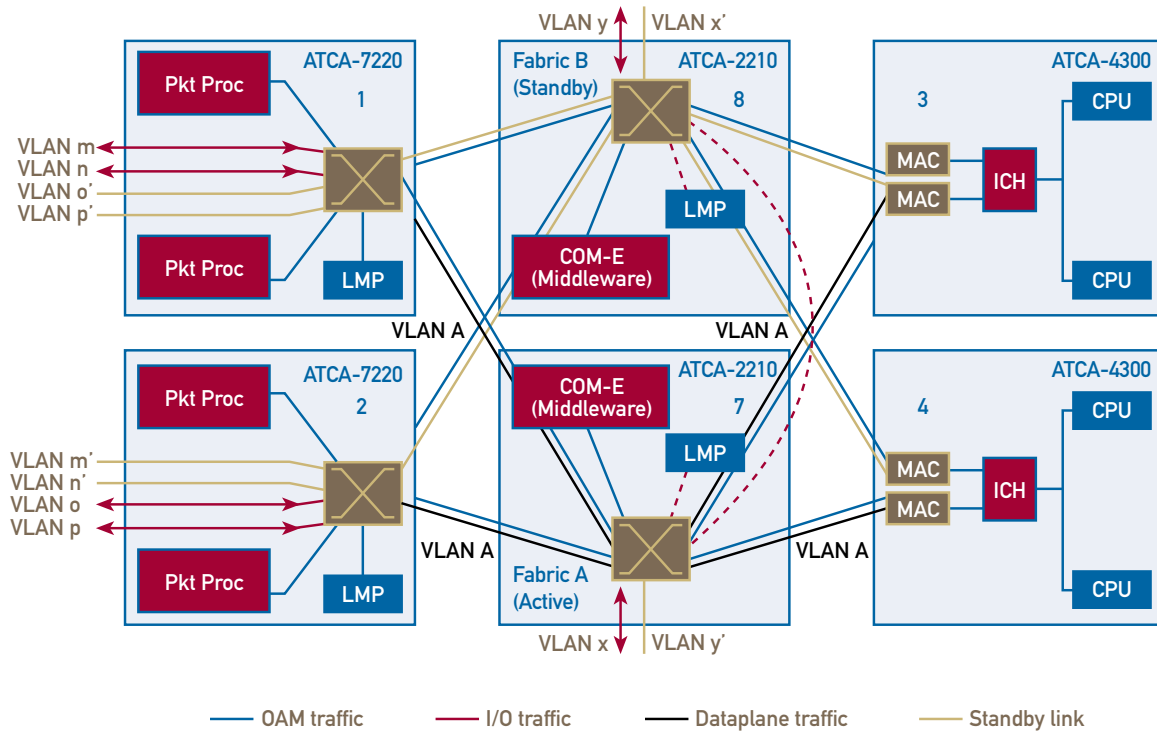 VLAN y
VLAN x'
ATCA-7220
1
Pkt Proc
VLAN m
VLAN n
VLAN o'
VLAN p'
Pkt Proc
LMP
Fabric B
(Standby)
ATCA-2210
8
LMP
COM-E
(Middleware)
ATCA-4300
3
CPU
MAC
MAC
ICH
CPU
VLAN A
VLAN A
ATCA-7220
2
Pkt Proc
VLAN m'
VLAN n'
VLAN o
VLAN p
Pkt Proc
LMP
VLAN A
ATCA-2210
7
COM-E
(Middleware)
LMP
Fabric A
(Active)
VLAN x
VLAN y'
VLAN A
ATCA-4300
4
CPU
MAC
MAC
ICH
CPU
OAM traffic
I/O traffic
Dataplane traffic
Standby link